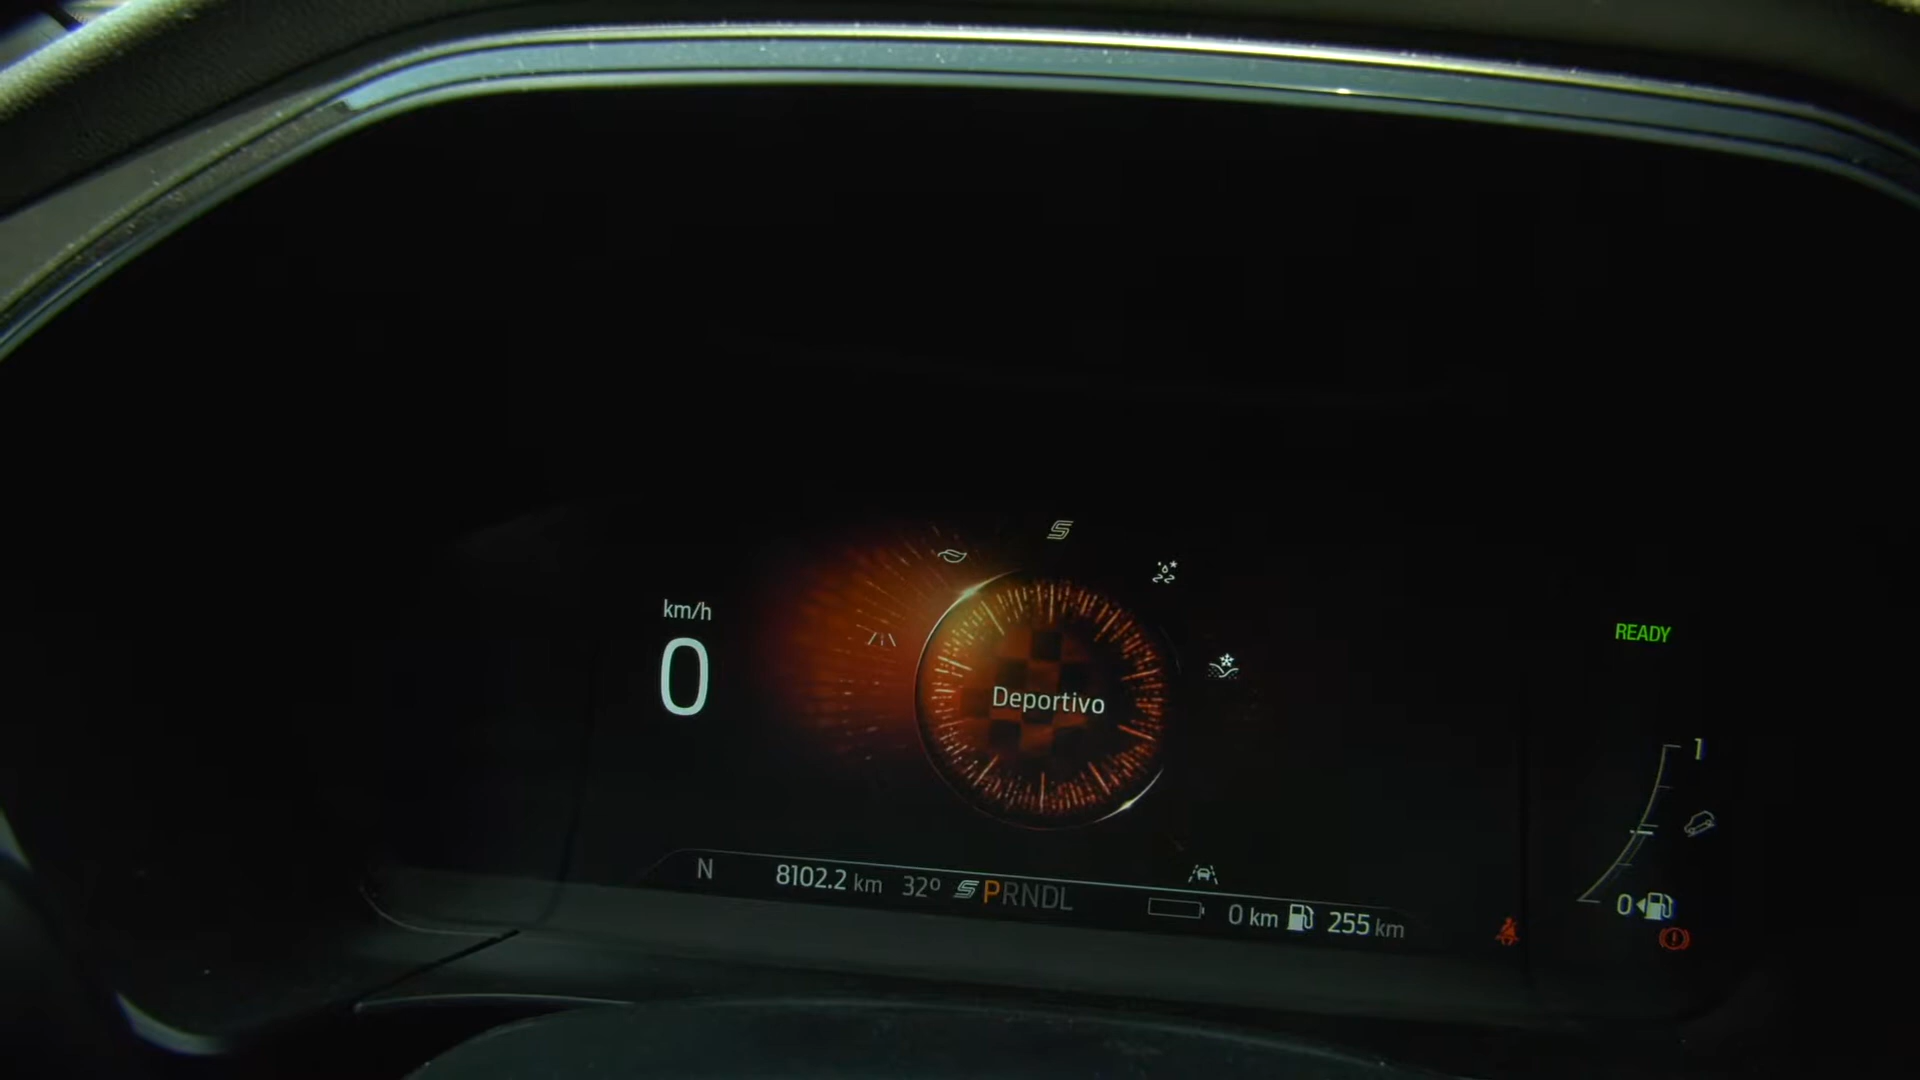 km/h
0
Deportivo
READY
1
0
N 8102.2 km 32º S PRNDL 0 km 255 km